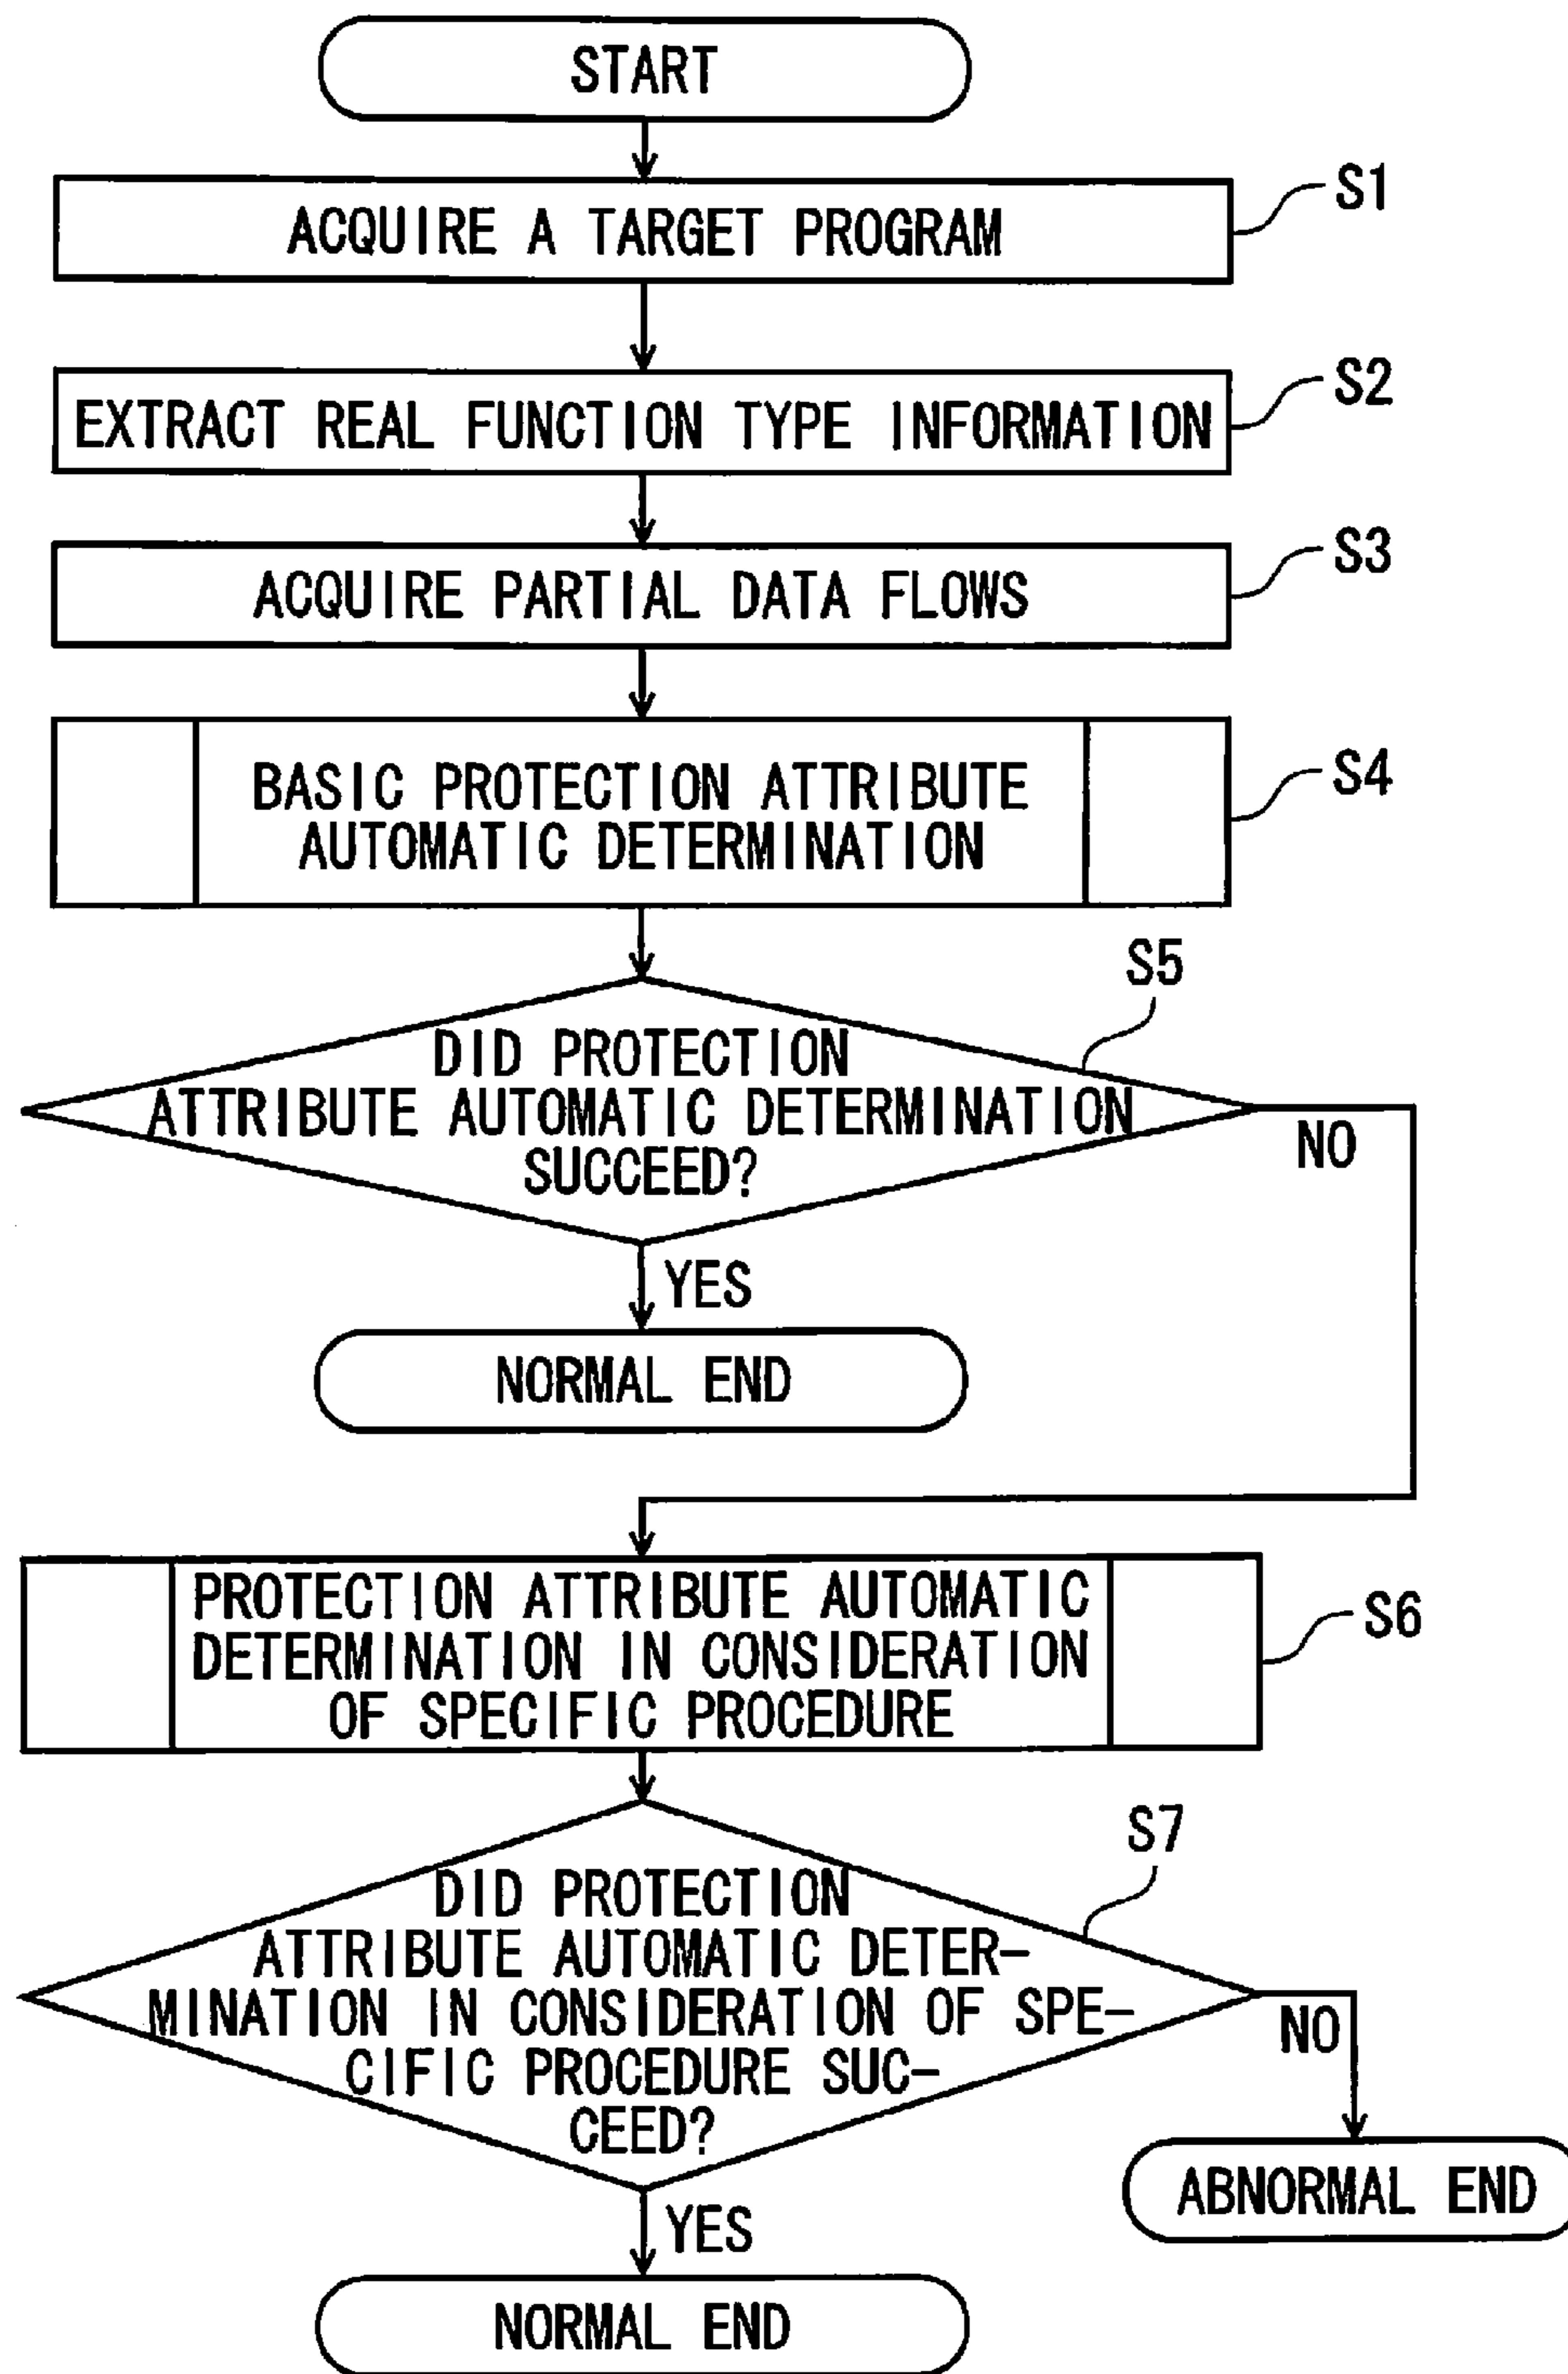 START
ACQUIRE A TARGET PROGRAM
S1
EXTRACT REAL FUNCTION TYPE INFORMATION
S2
ACQUIRE PARTIAL DATA FLOWS
S3
BASIC PROTECTION ATTRIBUTE
AUTOMATIC DETERMINATION
S4
S5
DID PROTECTION
ATTRIBUTE AUTOMATIC DETERMINATION
SUCCEED?
NO
YES
NORMAL END
PROTECTION ATTRIBUTE AUTOMATIC
DETERMINATION IN CONSIDERATION
OF SPECIFIC PROCEDURE
S6
S7
DID PROTECTION
ATTRIBUTE AUTOMATIC DETER-
MINATION IN CONSIDERATION OF SPE-
CIFIC PROCEDURE SUC-
CEED?
NO
ABNORMAL END
YES
NORMAL END